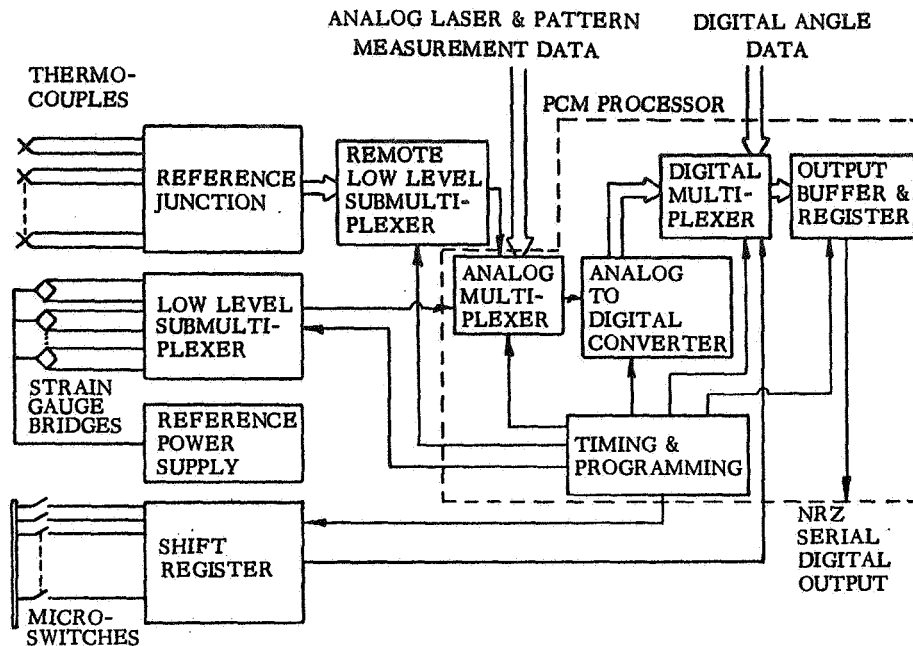 ANALOG LASER & PATTERN
MEASUREMENT DATA
DIGITAL ANGLE
DATA
THERMO-
COUPLES
PCM PROCESSOR
REFERENCE
JUNCTION
REMOTE
LOW LEVEL
SUBMULTI-
PLEXER
DIGITAL
MULTI-
PLEXER
OUTPUT
BUFFER &
REGISTER
LOW LEVEL
SUBMULTI-
PLEXER
ANALOG
MULTI-
PLEXER
ANALOG
TO
DIGITAL
CONVERTER
STRAIN
GAUGE
BRIDGES
REFERENCE
POWER
SUPPLY
TIMING &
PROGRAMMING
SHIFT
REGISTER
NRZ
SERIAL
DIGITAL
OUTPUT
MICRO-
SWITCHES